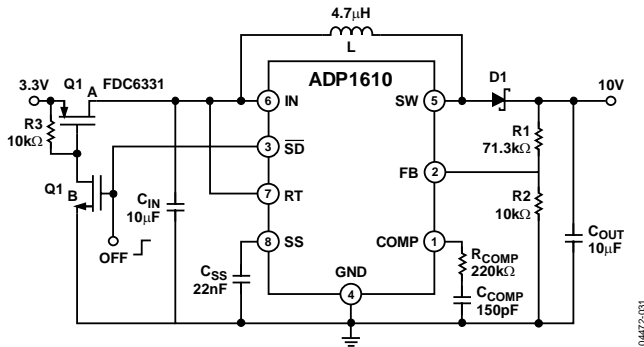 4.7μH
L
ADP1610
3.3V
Q1
A
FDC6331
R3
10kΩ
Q1
B
OFF
C_IN
10μF
C_SS
22nF
6
IN
3
SD
7
RT
8
SS
GND
4
SW
5
FB
2
COMP
1
D1
10V
R1
71.3kΩ
R2
10kΩ
R_COMP
220kΩ
C_COMP
150pF
C_OUT
10μF
04472-031